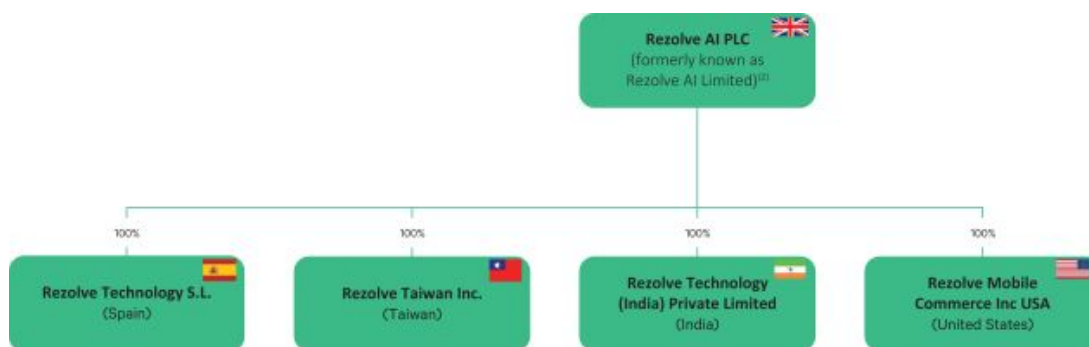 Rezolve AI PLC
(formerly known as
Rezolve AI Limited)(2)
100%
100%
100%
100%
Rezolve Technology S.L.
(Spain)
Rezolve Taiwan Inc.
(Taiwan)
Rezolve Technology
(India) Private Limited
(India)
Rezolve Mobile
Commerce Inc USA
(United States)